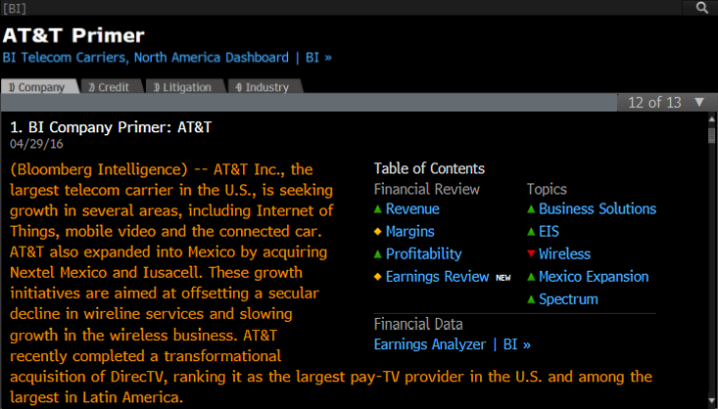 [BI]
AT&T Primer
BI Telecom Carriers, North America Dashboard | BI »
1) Company 2) Credit 3) Litigation 4) Industry
12 of 13
1. BI Company Primer: AT&T
04/29/16
(Bloomberg Intelligence) -- AT&T Inc., the
largest telecom carrier in the U.S., is seeking
growth in several areas, including Internet of
Things, mobile video and the connected car.
AT&T also expanded into Mexico by acquiring
Nextel Mexico and Iusacell. These growth
initiatives are aimed at offsetting a secular
decline in wireline services and slowing
growth in the wireless business. AT&T
recently completed a transformational
acquisition of DirecTV, ranking it as the largest pay-TV provider in the U.S. and among the
largest in Latin America.
Table of Contents
Financial Review
Revenue
Margins
Profitability
Earnings Review NEW
Topics
Business Solutions
EIS
Wireless
Mexico Expansion
Spectrum
Financial Data
Earnings Analyzer | BI »